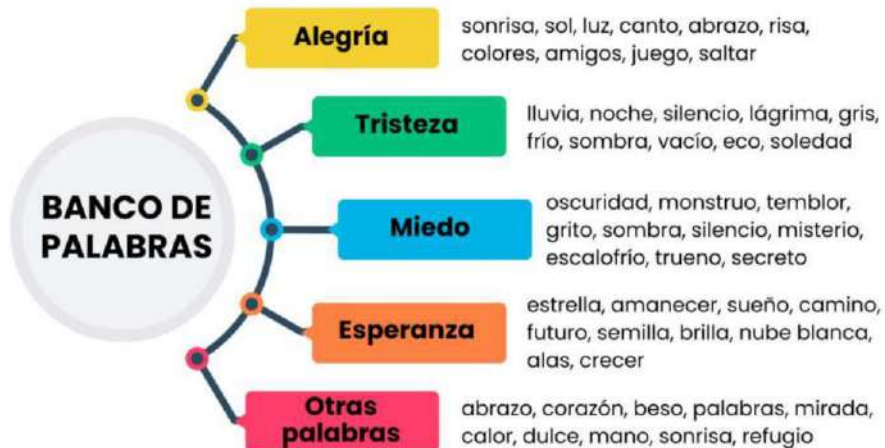 BANCO DE
PALABRAS
Alegría
sonrisa, sol, luz, canto, abrazo, risa,
colores, amigos, juego, saltar
Tristeza
lluvia, noche, silencio, lágrima, gris,
frío, sombra, vacío, eco, soledad
Miedo
oscuridad, monstruo, temblor,
grito, sombra, silencio, misterio,
escalofrío, trueno, secreto
Esperanza
estrella, amanecer, sueño, camino,
futuro, semilla, brilla, nube blanca,
alas, crecer
Otras
palabras
abrazo, corazón, beso, palabras, mirada,
calor, dulce, mano, sonrisa, refugio